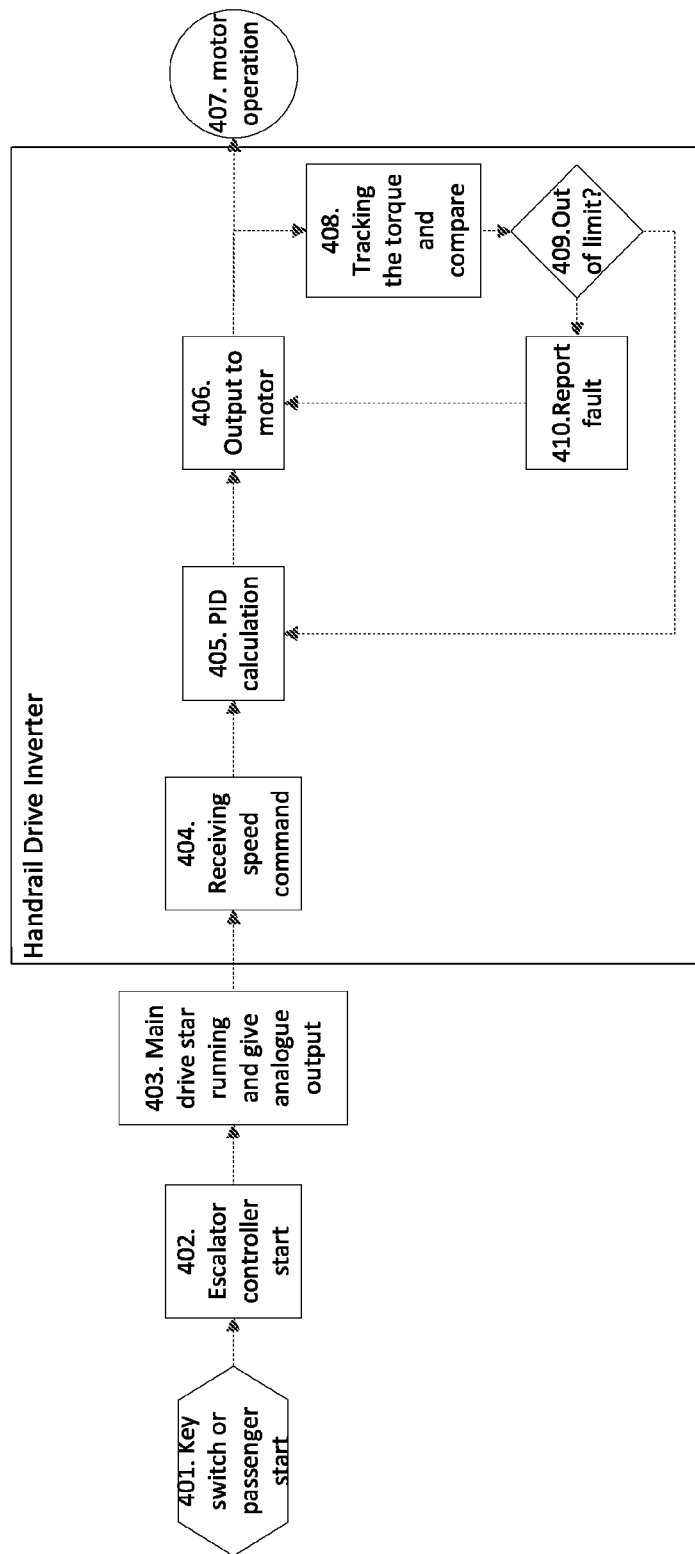 Handrail Drive Inverter
401. Key
switch or
passenger
start
402.
Escalator
controller
start
403. Main
drive star
running
and give
analogue
output
404.
Receiving
speed
command
405. PID
calculation
406.
Output to
motor
407. motor
operation
408.
Tracking
the torque
and
compare
409.Out
of limit?
410.Report
fault